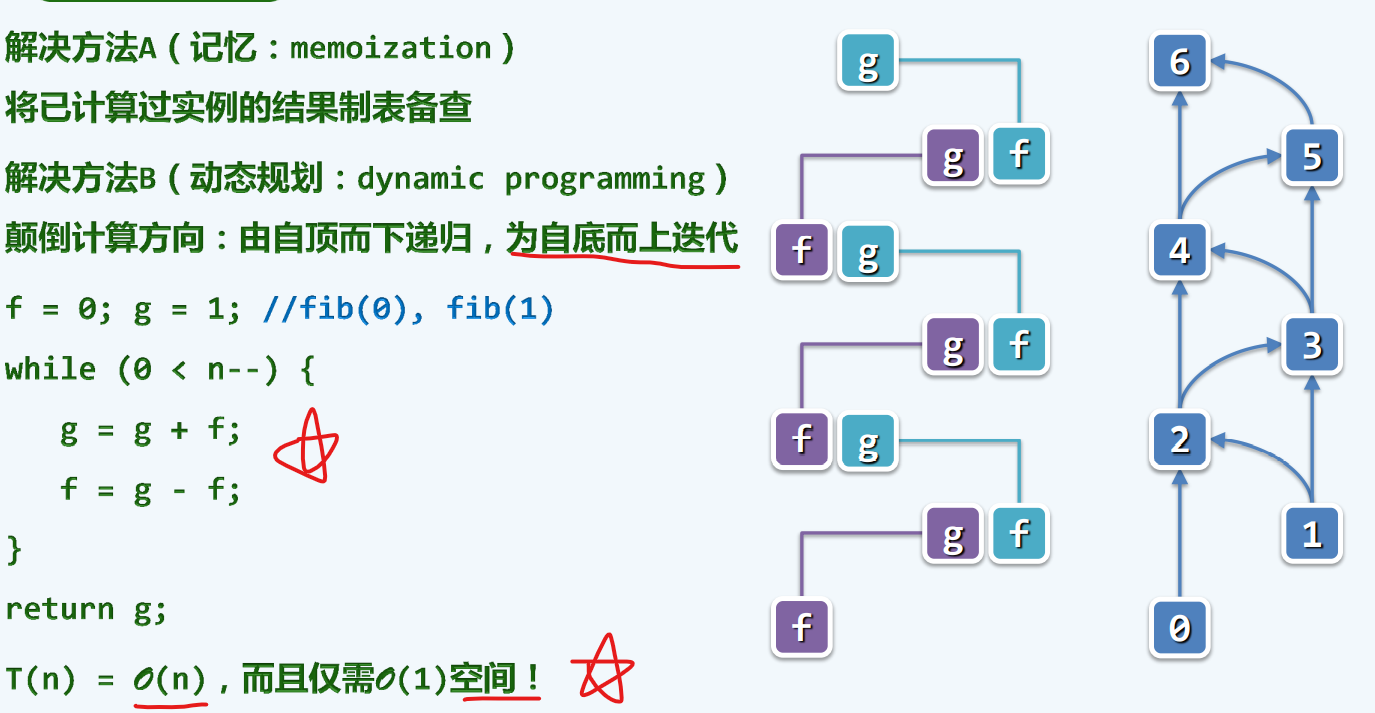 解决方法A（记忆：memoization）
将已计算过实例的结果制表备查
解决方法B（动态规划：dynamic programming）
颠倒计算方向：由自顶而下递归，为自底而上迭代
f = 0; g = 1; //fib(0), fib(1)
while (0 < n--) {
g = g + f;
f = g - f;
}
return g;
T(n) = O(n)，而且仅需O(1)空间！
g
g f
f g
g f
f g
g f
f
6
5
4
3
2
1
0